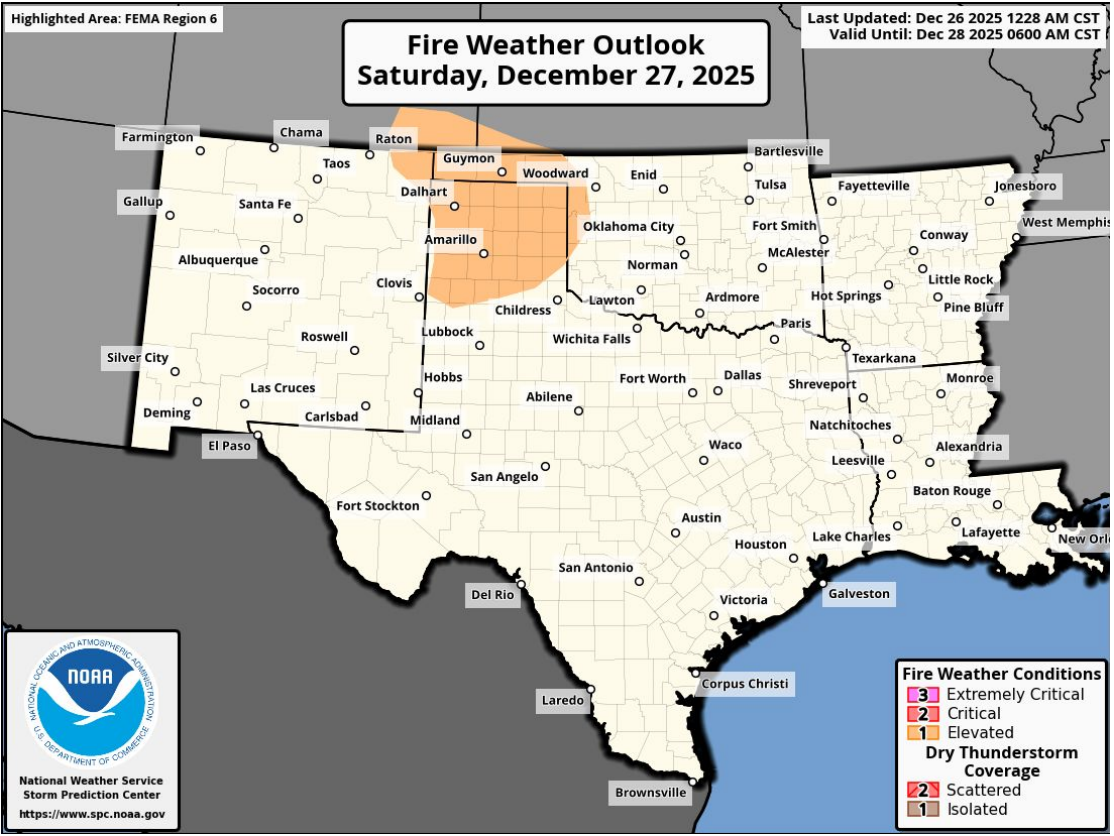 Highlighted Area: FEMA Region 6
Fire Weather Outlook
Saturday, December 27, 2025
Last Updated: Dec 26 2025 1228 AM CST
Valid Until: Dec 28 2025 0600 AM CST
Farmington
Chama
Raton
Taos
Guymon
Woodward
Enid
Bartlesville
Dalhart
Tulsa
Fayetteville
Jonesboro
Gallup
Santa Fe
Amarillo
Oklahoma City
Fort Smith
West Memphis
Albuquerque
Norman
McAlester
Conway
Socorro
Clovis
Childress
Lawton
Ardmore
Hot Springs
Little Rock
Pine Bluff
Roswell
Lubbock
Wichita Falls
Paris
Texarkana
Silver City
Las Cruces
Hobbs
Fort Worth
Dallas
Shreveport
Monroe
Deming
Carlsbad
Midland
Abilene
Natchitoches
El Paso
San Angelo
Waco
Leesville
Alexandria
Fort Stockton
Baton Rouge
Austin
Houston
Lake Charles
Lafayette
New Orl
San Antonio
Del Rio
Victoria
Galveston
Laredo
Corpus Christi
Brownsville
NATIONAL OCEANIC AND ATMOSPHERIC ADMINISTRATION
NOAA
U.S. DEPARTMENT OF COMMERCE
National Weather Service
Storm Prediction Center
https://www.spc.noaa.gov
Fire Weather Conditions
3 Extremely Critical
2 Critical
1 Elevated
Dry Thunderstorm
Coverage
2 Scattered
1 Isolated